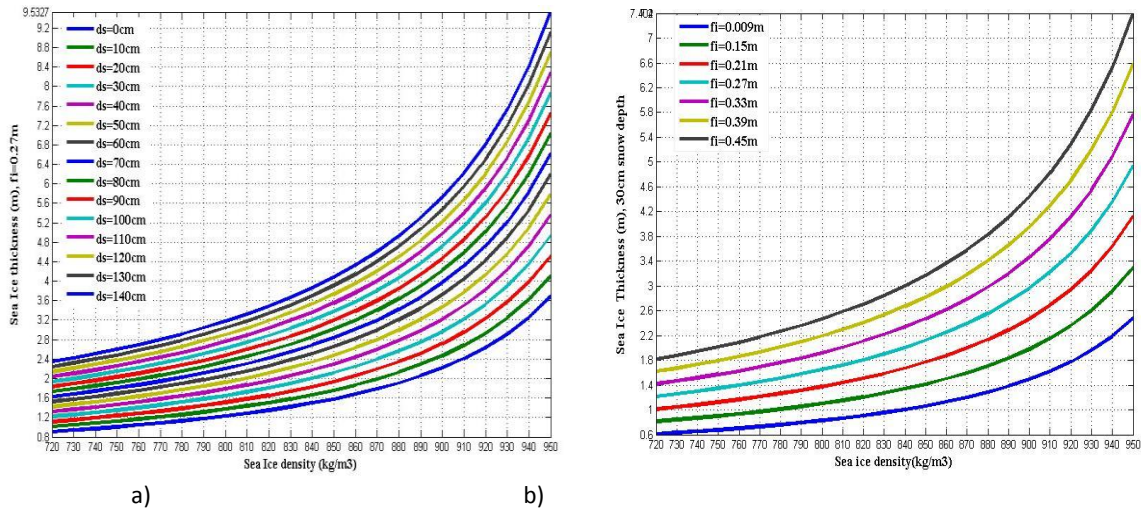 9.5327
9.2
8.8
8.4
8
7.6
7.2
6.8
6.4
6
5.6
5.2
4.8
4.4
4
3.6
3.2
2.8
2.4
2
1.6
1.2
0.8
Sea Ice thickness (m), fi=0.27m
ds=0cm
ds=10cm
ds=20cm
ds=30cm
ds=40cm
ds=50cm
ds=60cm
ds=70cm
ds=80cm
ds=90cm
ds=100cm
ds=110cm
ds=120cm
ds=130cm
ds=140cm
720 730 740 750 760 770 780 790 800 810 820 830 840 850 860 870 880 890 900 910 920 930 940 950
Sea Ice density (kg/m3)
a)
7
6.6
6.2
5.8
5.4
5
4.6
4.2
3.8
3.4
3
2.6
2.2
1.8
1.4
1
0.6
Sea Ice Thickness (m), 30cm snow depth
fi=0.009m
fi=0.15m
fi=0.21m
fi=0.27m
fi=0.33m
fi=0.39m
fi=0.45m
720 730 740 750 760 770 780 790 800 810 820 830 840 850 860 870 880 890 900 910 920 930 940 950
Sea ice density(kg/m3)
b)